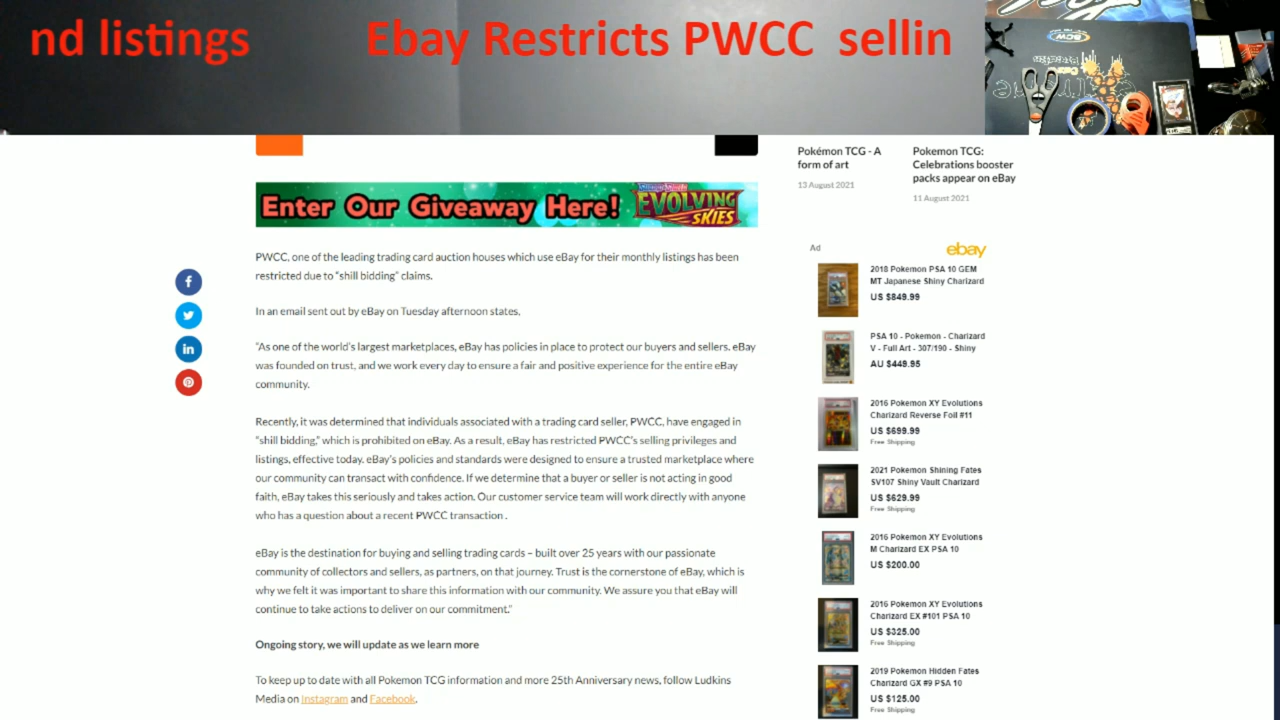 nd listings Ebay Restricts PWCC sellin
Pokémon TCG - A
form of art
13 August 2021
Pokemon TCG:
Celebrations booster
packs appear on eBay
11 August 2021
Enter Our Giveaway Here! EVOLVING
SKIES
PWCC, one of the leading trading card auction houses which use eBay for their monthly listings has been
restricted due to “shill bidding” claims.
In an email sent out by eBay on Tuesday afternoon states.
“As one of the world’s largest marketplaces, eBay has policies in place to protect our buyers and sellers. eBay
was founded on trust, and we work every day to ensure a fair and positive experience for the entire eBay
community.
Recently, it was determined that individuals associated with a trading card seller, PWCC, have engaged in
“shill bidding,” which is prohibited on eBay. As a result, eBay has restricted PWCC’s selling privileges and
listings, effective today. eBay’s policies and standards were designed to ensure a trusted marketplace where
our community can transact with confidence. If we determine that a buyer or seller is not acting in good
faith, eBay takes this seriously and takes action. Our customer service team will work directly with anyone
who has a question about a recent PWCC transaction .
eBay is the destination for buying and selling trading cards – built over 25 years with our passionate
community of collectors and sellers, as partners, on that journey. Trust is the cornerstone of eBay, which is
why we felt it was important to share this information with our community. We assure you that eBay will
continue to take actions to deliver on our commitment.”
Ongoing story, we will update as we learn more
To keep up to date with all Pokemon TCG information and more 25th Anniversary news, follow Ludkins
Media on Instagram and Facebook.
Ad ebay
2018 Pokemon PSA 10 GEM
MT Japanese Shiny Charizard
US $849.99
PSA 10 - Pokemon - Charizard
V - Full Art - 307/190 - Shiny
AU $449.95
2016 Pokemon XY Evolutions
Charizard Reverse Foil #11
US $699.99
Free Shipping
2021 Pokemon Shining Fates
SV107 Shiny Vault Charizard
US $629.99
Free Shipping
2016 Pokemon XY Evolutions
M Charizard EX PSA 10
US $200.00
2016 Pokemon XY Evolutions
Charizard EX #101 PSA 10
US $325.00
Free Shipping
2019 Pokemon Hidden Fates
Charizard GX #9 PSA 10
US $125.00
Free Shipping